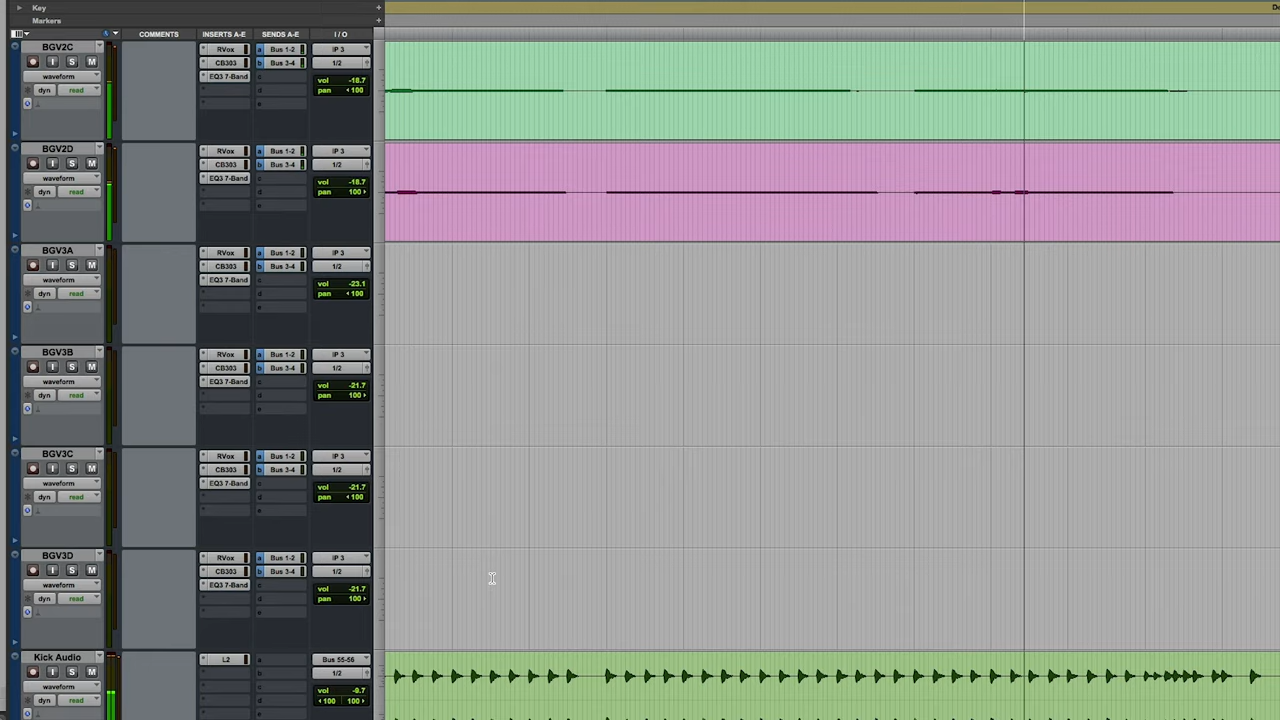 Key
Markers
COMMENTS INSERTS A-E SENDS A-E I / O
BGV2C RVox a Bus 1-2 IP 3
I S M CB303 b Bus 3-4 1/2
waveform EQ3 7-Band c
vol -18.7
dyn read d pan 100
e
BGV2D RVox a Bus 1-2 IP 3
I S M CB303 b Bus 3-4 1/2
waveform EQ3 7-Band c
vol -18.7
dyn read d pan 100
e
BGV3A RVox a Bus 1-2 IP 3
I S M CB303 b Bus 3-4 1/2
waveform EQ3 7-Band c
vol -23.1
dyn read d pan 100
e
BGV3B RVox a Bus 1-2 IP 3
I S M CB303 b Bus 3-4 1/2
waveform EQ3 7-Band c
vol -21.7
dyn read d pan 100
e
BGV3C RVox a Bus 1-2 IP 3
I S M CB303 b Bus 3-4 1/2
waveform EQ3 7-Band c
vol -21.7
dyn read d pan 100
e
BGV3D RVox a Bus 1-2 IP 3
I S M CB303 b Bus 3-4 1/2
waveform EQ3 7-Band c
vol -21.7
dyn read d pan 100
e
Kick Audio L2 a Bus 55-56
I S M b 1/2
waveform c
vol -9.7
dyn read d 100 100
e